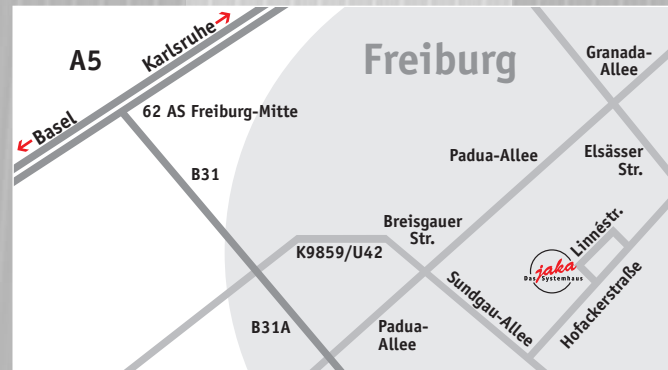 A5
Karlsruhe
Basel
62 AS Freiburg-Mitte
Freiburg
Granada-
Allee
B31
Padua-Allee
Elsässer
Str.
Breisgauer
Str.
K9859/U42
Linnéstr.
jaka
Das Systemhaus
Sundgau-Allee
Hofackerstraße
B31A
Padua-
Allee